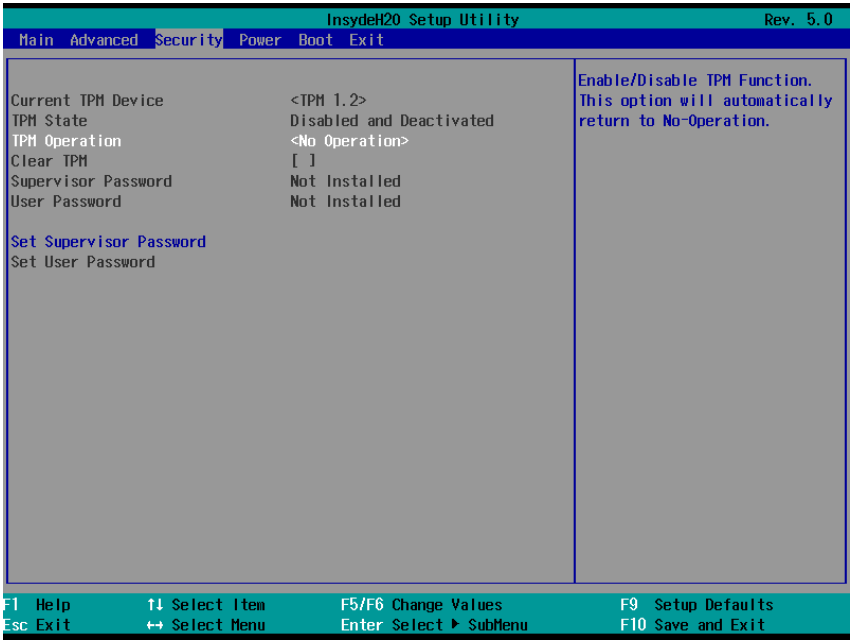 InsydeH20 Setup Utility Rev. 5.0
Main Advanced Security Power Boot Exit
Enable/Disable TPM Function.
Current TPM Device <TPM 1.2> This option will automatically
TPM State Disabled and Deactivated return to No-Operation.
TPM Operation <No Operation>
Clear TPM [ ]
Supervisor Password Not Installed
User Password Not Installed
Set Supervisor Password
Set User Password
F1 Help ↑↓ Select Item F5/F6 Change Values F9 Setup Defaults
Esc Exit ↔ Select Menu Enter Select ▶ SubMenu F10 Save and Exit